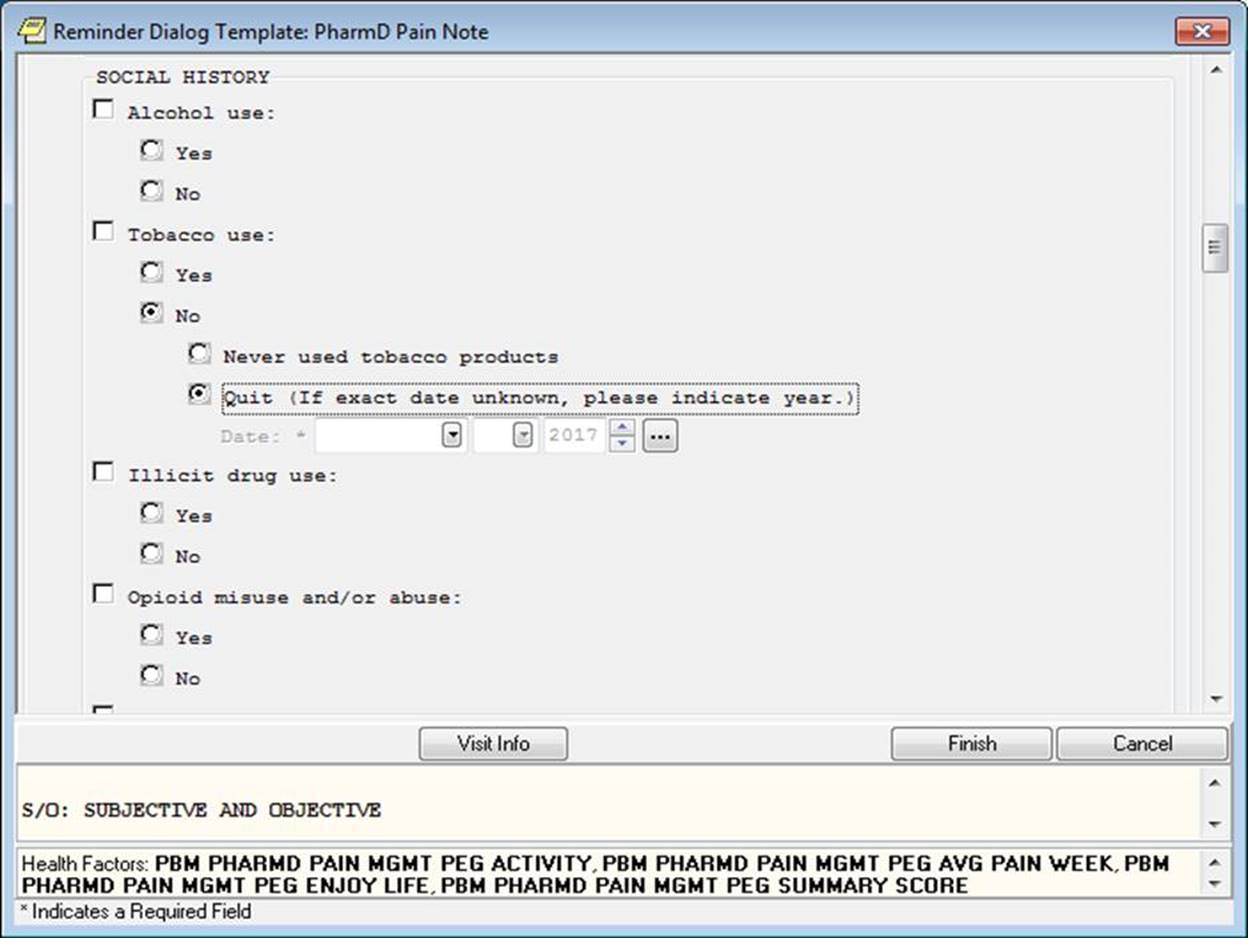 Reminder Dialog Template: PharmD Pain Note
SOCIAL HISTORY
Alcohol use:
Yes
No
Tobacco use:
Yes
No
Never used tobacco products
Quit (If exact date unknown, please indicate year.)
Date: * 2017 ...
Illicit drug use:
Yes
No
Opioid misuse and/or abuse:
Yes
No
Visit Info Finish Cancel
S/O: SUBJECTIVE AND OBJECTIVE
Health Factors: PBM PHARMD PAIN MGMT PEG ACTIVITY, PBM PHARMD PAIN MGMT PEG AVG PAIN WEEK, PBM
PHARMD PAIN MGMT PEG ENJOY LIFE, PBM PHARMD PAIN MGMT PEG SUMMARY SCORE
* Indicates a Required Field